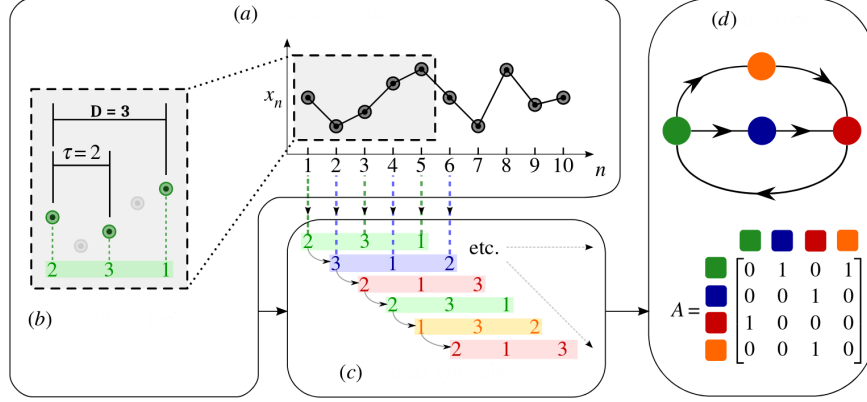 (a)
x_n
1 2 3 4 5 6 7 8 9 10 n
D = 3
τ = 2
2 3 1
(b)
2 3 1
3 1 2
2 1 3
2 3 1
1 3 2
2 1 3
etc.
(c)
(d)
A =
0 1 0 1
0 0 1 0
1 0 0 0
0 0 1 0